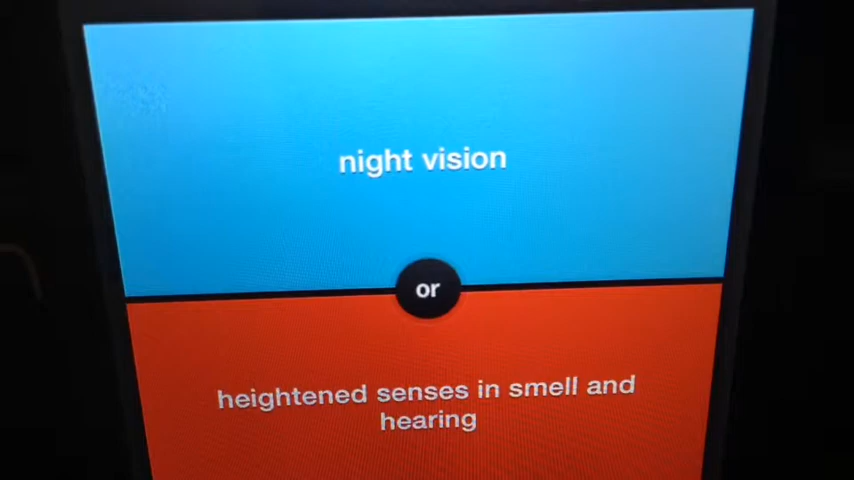 night vision
or
heightened senses in smell and
hearing